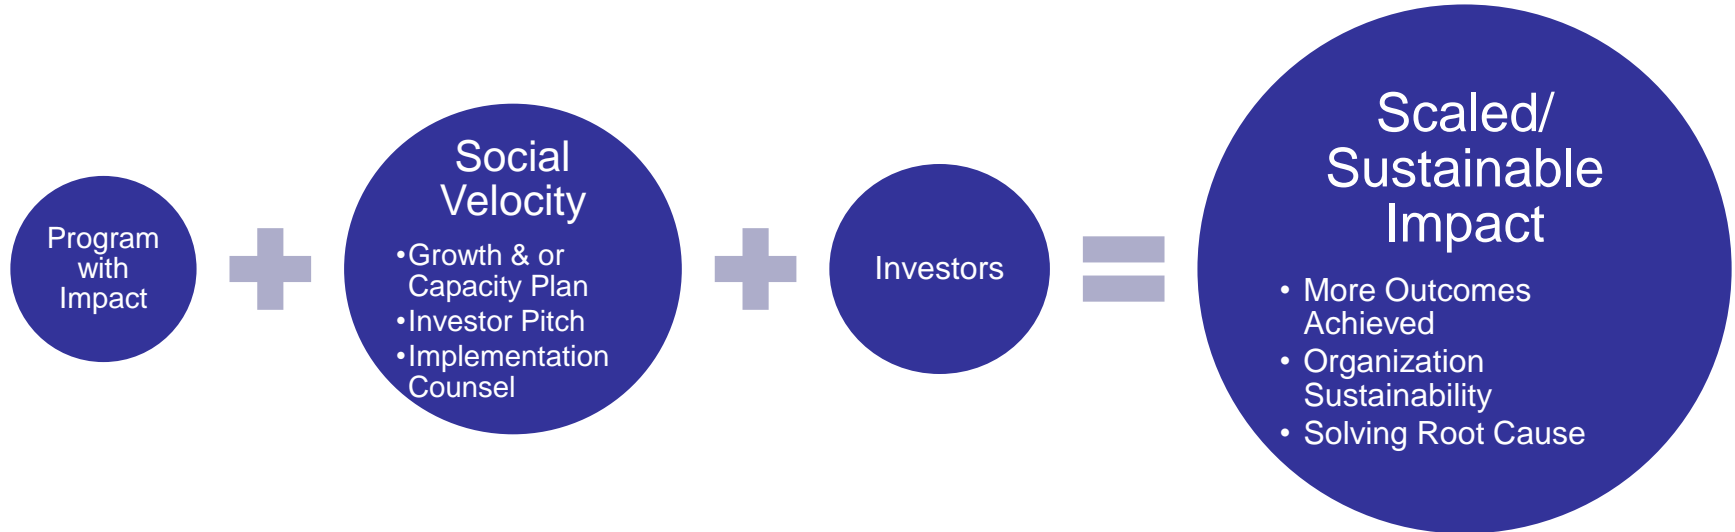 Program
with
Impact
Social
Velocity
•Growth & or
Capacity Plan
•Investor Pitch
•Implementation
Counsel
Investors
Scaled/
Sustainable
Impact
• More Outcomes
Achieved
• Organization
Sustainability
• Solving Root Cause